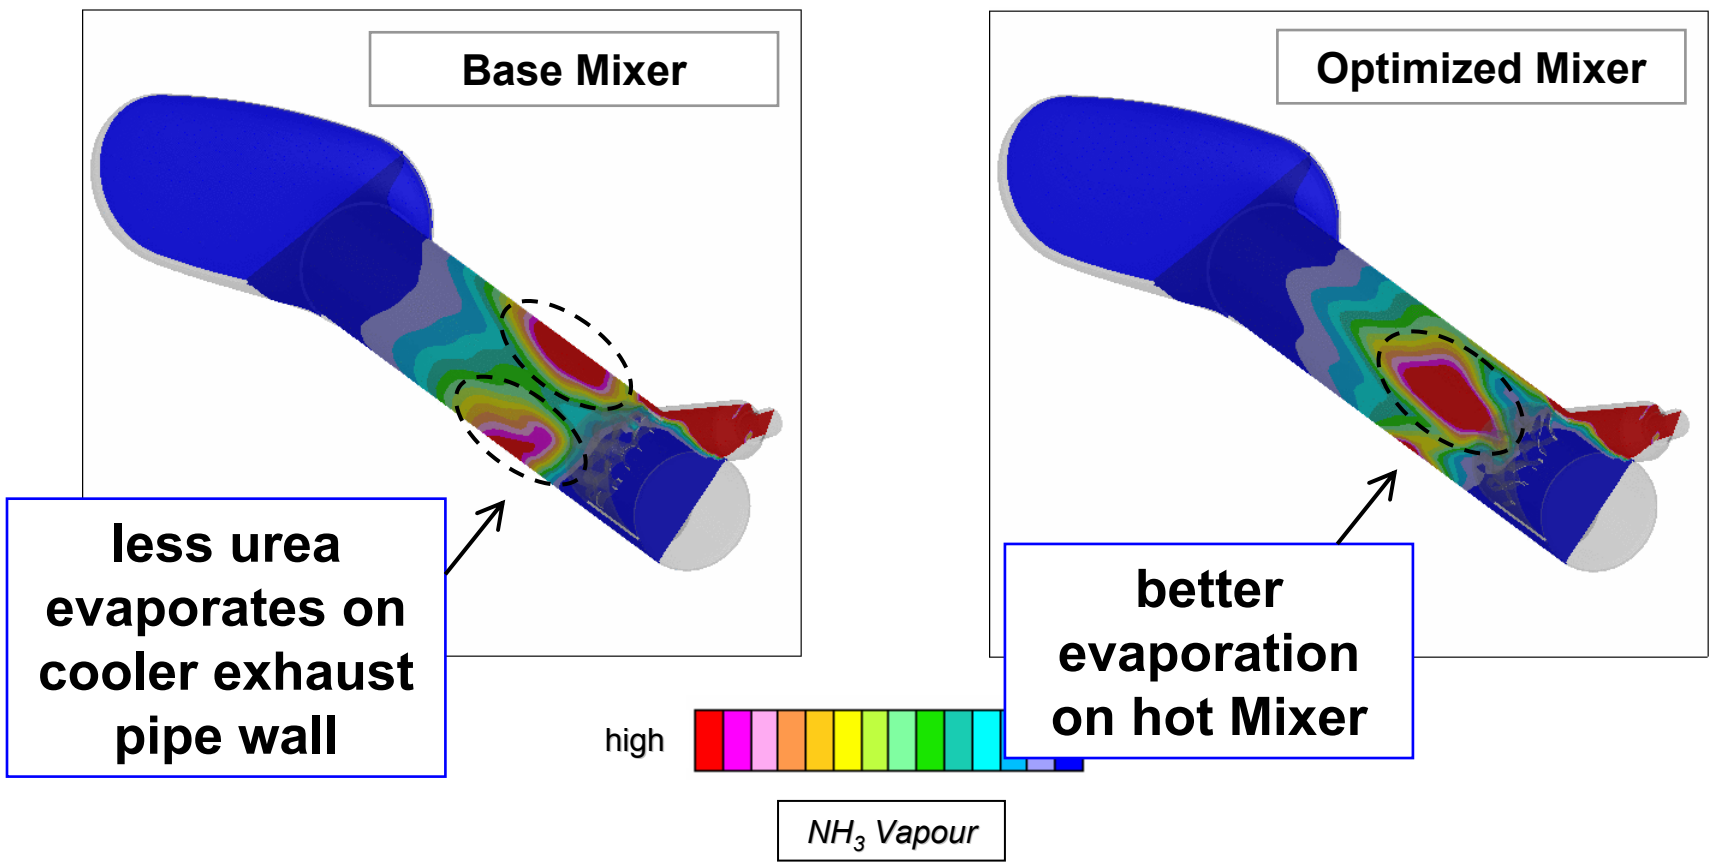 Base Mixer
Optimized Mixer
less urea
evaporates on
cooler exhaust
pipe wall
better
evaporation
on hot Mixer
high
NH₃ Vapour